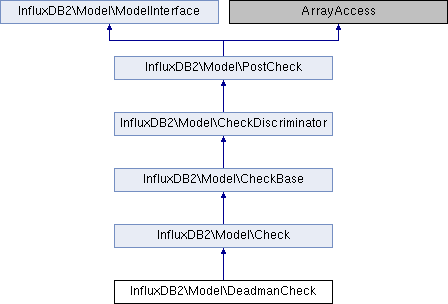 InfluxDB2\Model\ModelInterface
ArrayAccess
InfluxDB2\Model\PostCheck
InfluxDB2\Model\CheckDiscriminator
InfluxDB2\Model\CheckBase
InfluxDB2\Model\Check
InfluxDB2\Model\DeadmanCheck